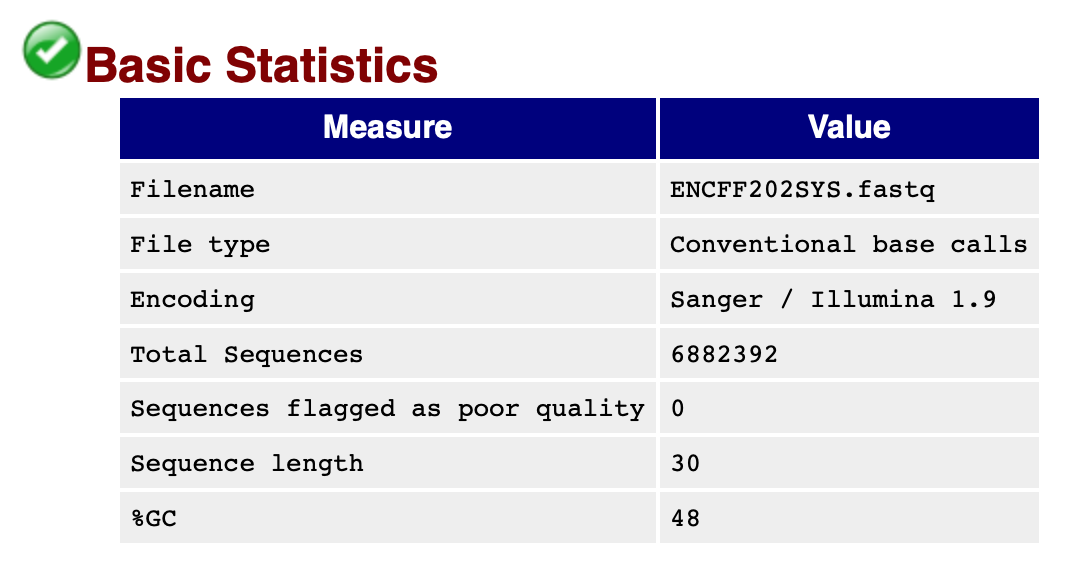 Basic Statistics
Measure Value
Filename ENCFF202SYS.fastq
File type Conventional base calls
Encoding Sanger / Illumina 1.9
Total Sequences 6882392
Sequences flagged as poor quality 0
Sequence length 30
%GC 48